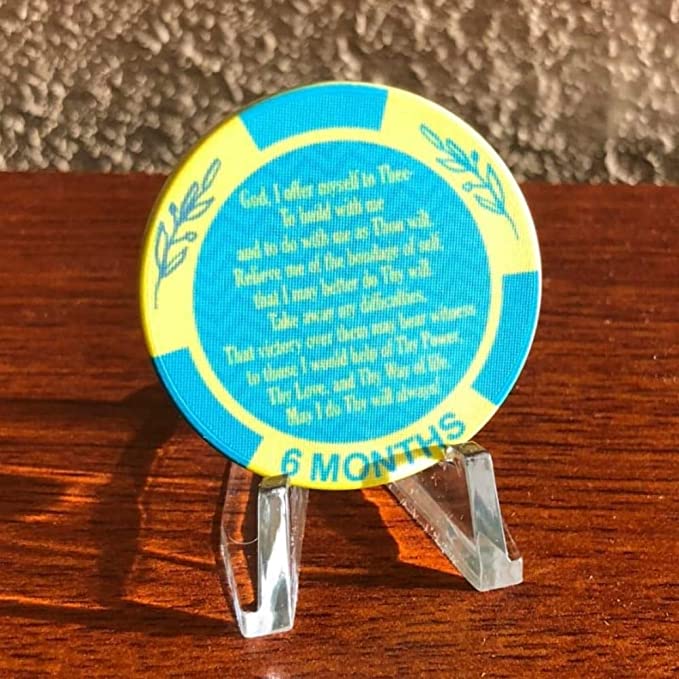 God, I offer myself to Thee-
To build with me
and to do with me as Thou wilt.
Relieve me of the bondage of self,
that I may better do Thy will.
Take away my difficulties,
That victory over them may bear witness
to those I would help of Thy Power,
Thy Love, and Thy Way of life.
May I do Thy will always!
6 MONTHS